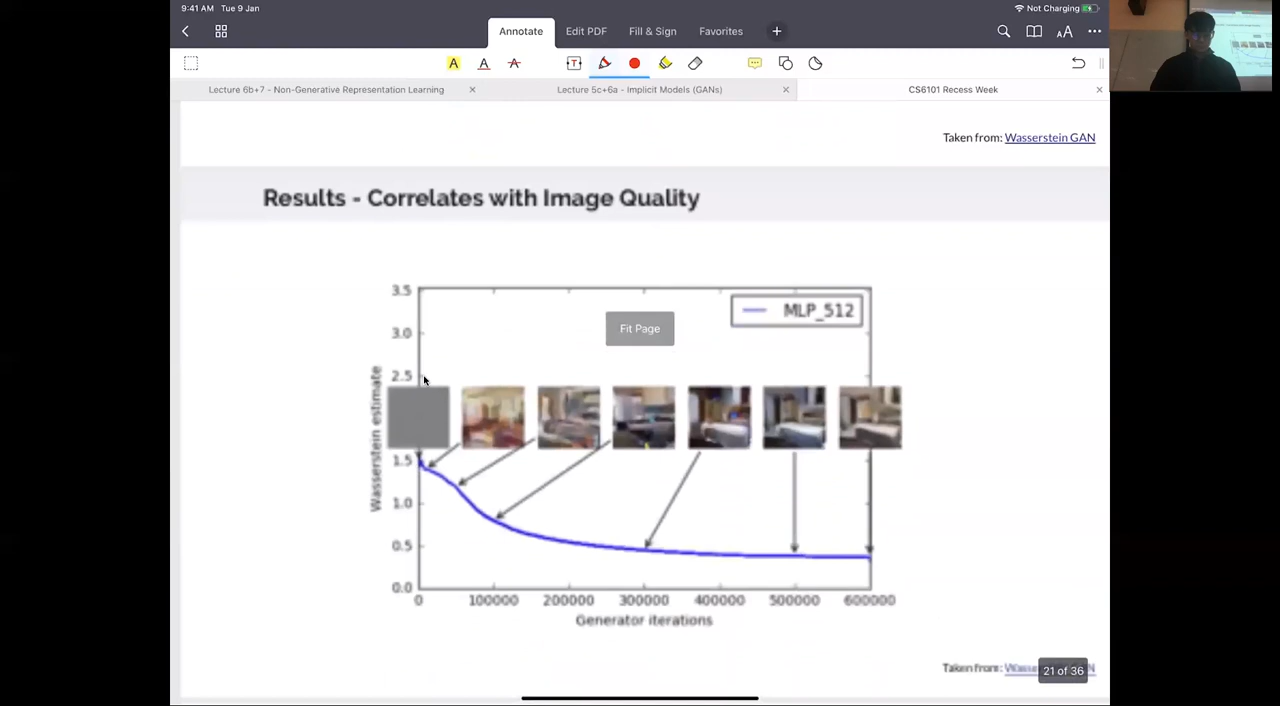 9:41 AM Tue 9 Jan
Not Charging
Annotate
Edit PDF
Fill & Sign
Favorites
Lecture 6b+7 - Non-Generative Representation Learning
Lecture 5c+6a - Implicit Models (GANs)
CS6101 Recess Week
Taken from: Wasserstein GAN
Results - Correlates with Image Quality
3.5
3.0
2.5
1.5
1.0
0.5
0.0
Wasserstein estimate
MLP_512
Fit Page
0 100000 200000 300000 400000 500000 600000
Generator iterations
Taken from:
21 of 36